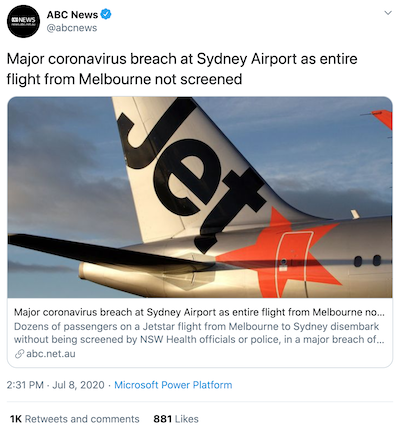 NEWS
ABC News
@abcnews
Major coronavirus breach at Sydney Airport as entire
flight from Melbourne not screened
Jet
Major coronavirus breach at Sydney Airport as entire flight from Melbourne no...
Dozens of passengers on a Jetstar flight from Melbourne to Sydney disembark
without being screened by NSW Health officials or police, in a major breach of...
abc.net.au
2:31 PM · Jul 8, 2020 · Microsoft Power Platform
1K Retweets and comments 881 Likes